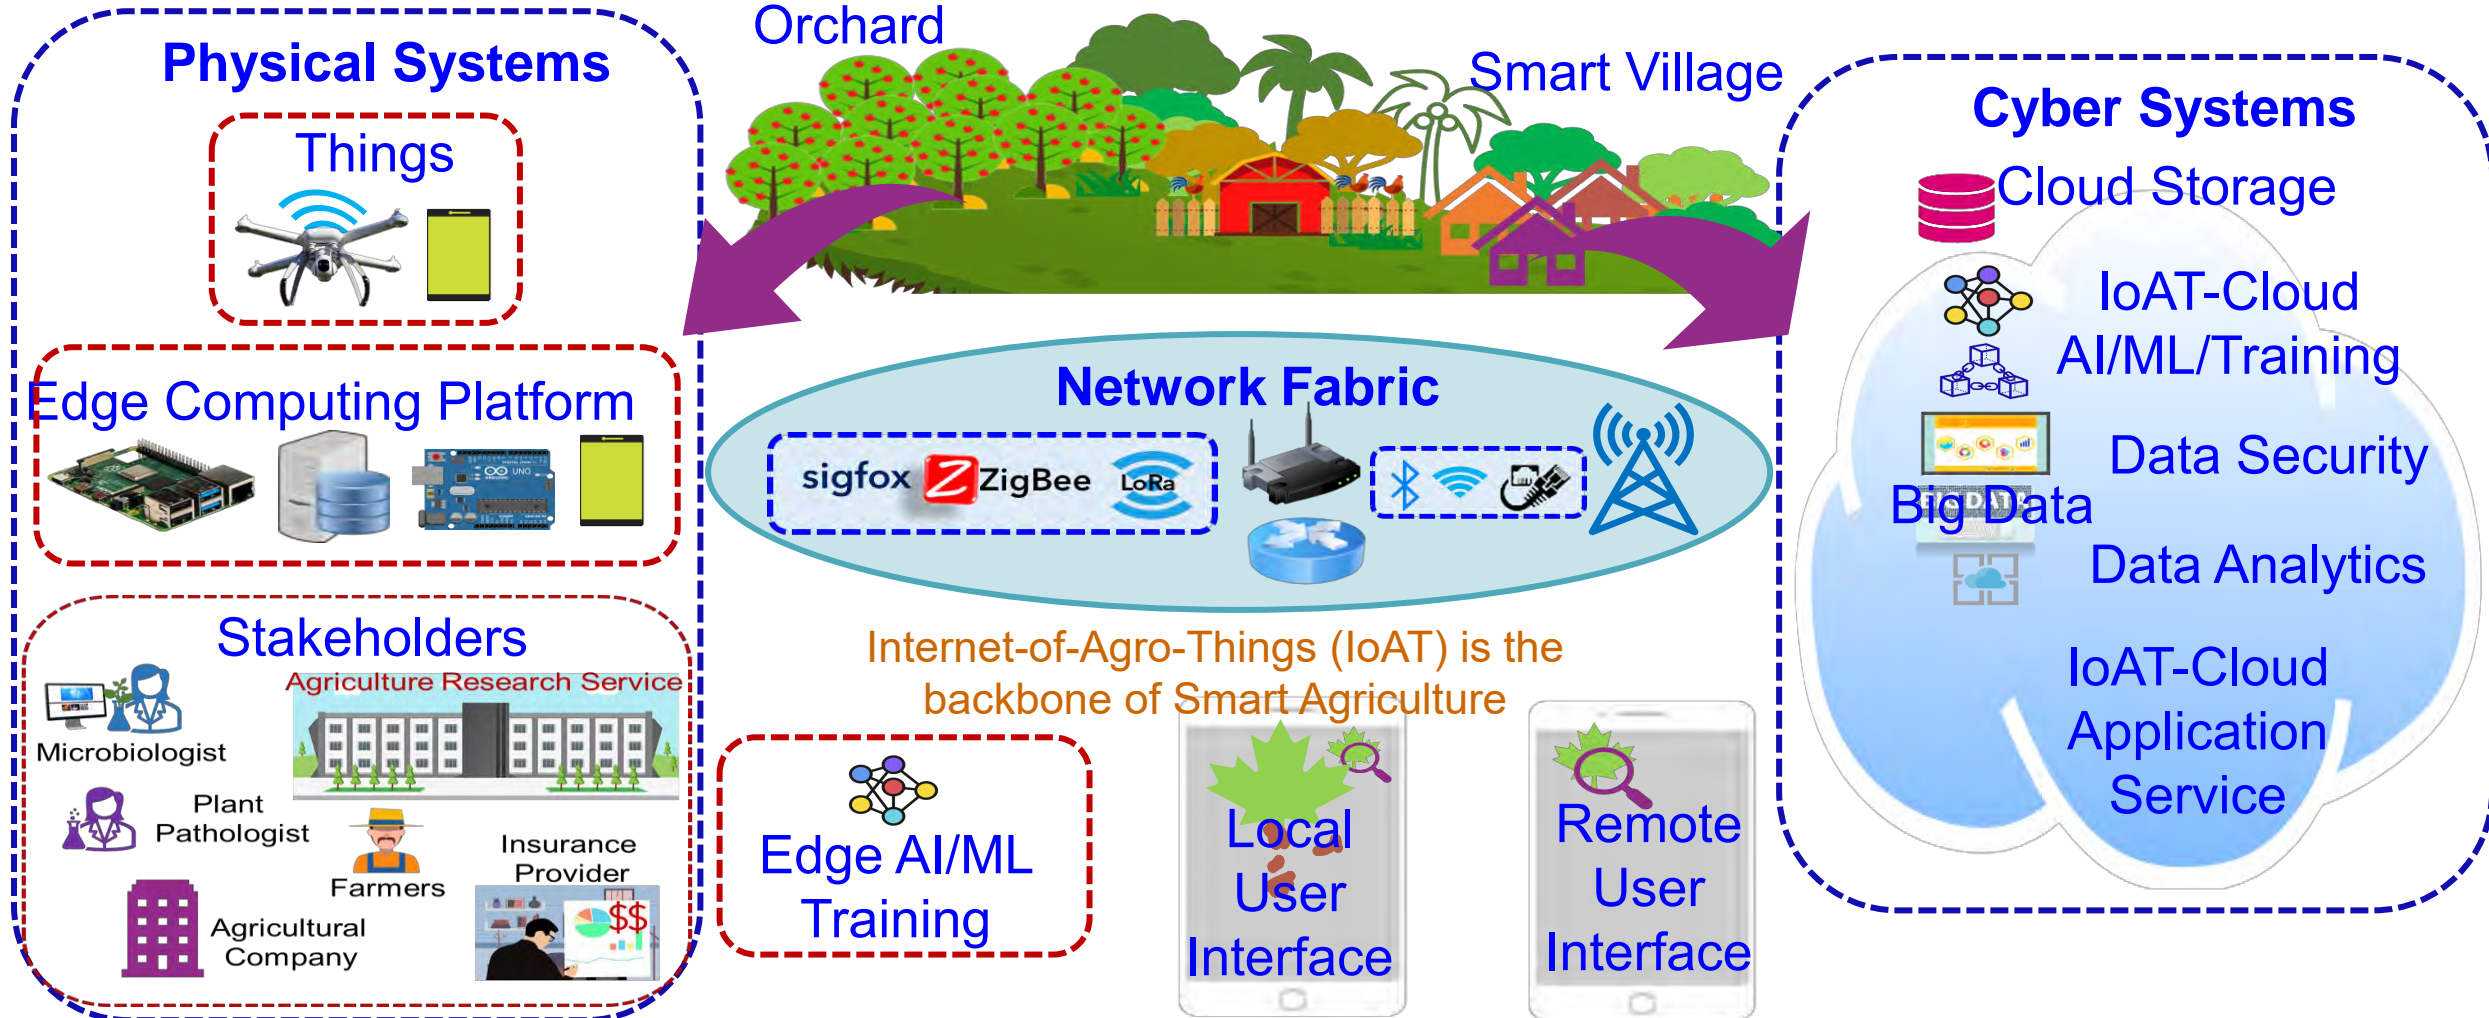 Orchard
Smart Village
Physical Systems
Things
Edge Computing Platform
UNO
Stakeholders
Agriculture Research Service
Microbiologist
Plant
Pathologist
Farmers
Insurance
Provider
$$
Agricultural
Company
Network Fabric
sigfox
Z ZigBee
LoRa
Internet-of-Agro-Things (IoAT) is the
backbone of Smart Agriculture
Edge AI/ML
Training
Local
User
Interface
Remote
User
Interface
Cyber Systems
Cloud Storage
IoAT-Cloud
AI/ML/Training
Data Security
Big Data
BIG DATA
Data Analytics
IoAT-Cloud
Application
Service